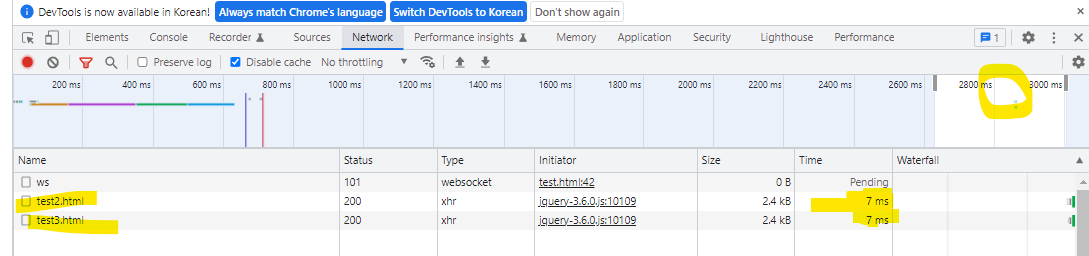 DevTools is now available in Korean! Always match Chrome's language Switch DevTools to Korean Don't show again
Elements Console Recorder Sources Network Performance insights Memory Application Security Lighthouse Performance 1
Preserve log Disable cache No throttling
200 ms 400 ms 600 ms 800 ms 1000 ms 1200 ms 1400 ms 1600 ms 1800 ms 2000 ms 2200 ms 2400 ms 2600 ms 2800 ms 3000 ms
Name Status Type Initiator Size Time Waterfall
ws 101 websocket test.html:42 0 B Pending
test2.html 200 xhr jquery-3.6.0.js:10109 2.4 kB 7 ms
test3.html 200 xhr jquery-3.6.0.js:10109 2.4 kB 7 ms